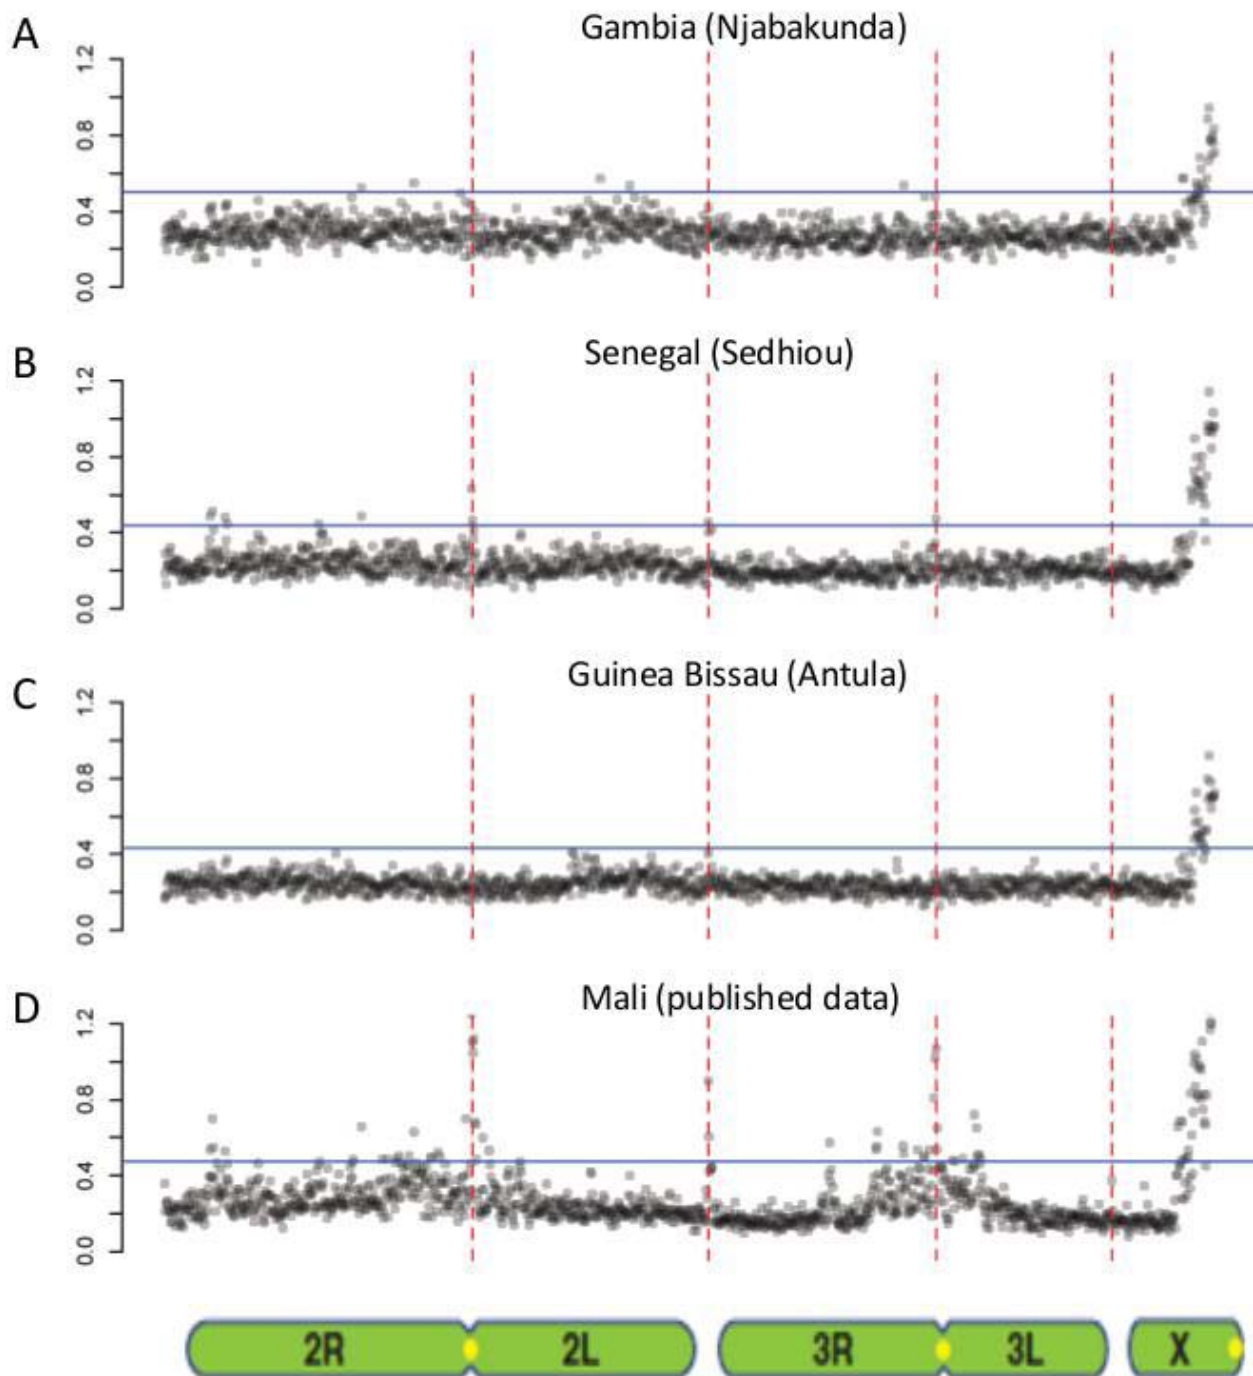 A
Gambia (Njabakunda)
1.2
0.8
0.4
0.0
B
Senegal (Sedhiou)
1.2
0.8
0.4
0.0
C
Guinea Bissau (Antula)
1.2
0.8
0.4
0.0
D
Mali (published data)
1.2
0.8
0.4
0.0
2R 2L 3R 3L X